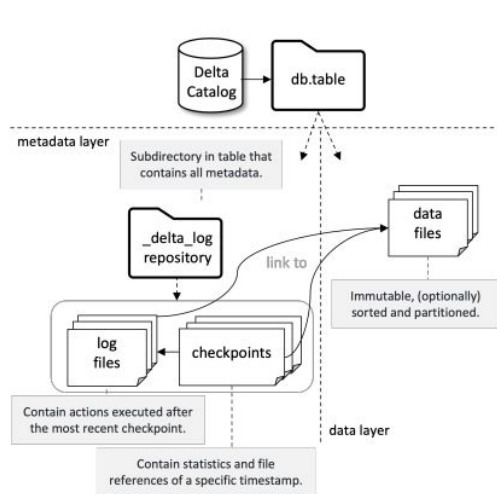 Delta
Catalog
db.table
metadata layer
Subdirectory in table that
contains all metadata.
_delta_log
repository
data
files
link to
Immutable, (optionally)
sorted and partitioned.
log
files
checkpoints
Contain actions executed after
the most recent checkpoint.
data layer
Contain statistics and file
references of a specific timestamp.